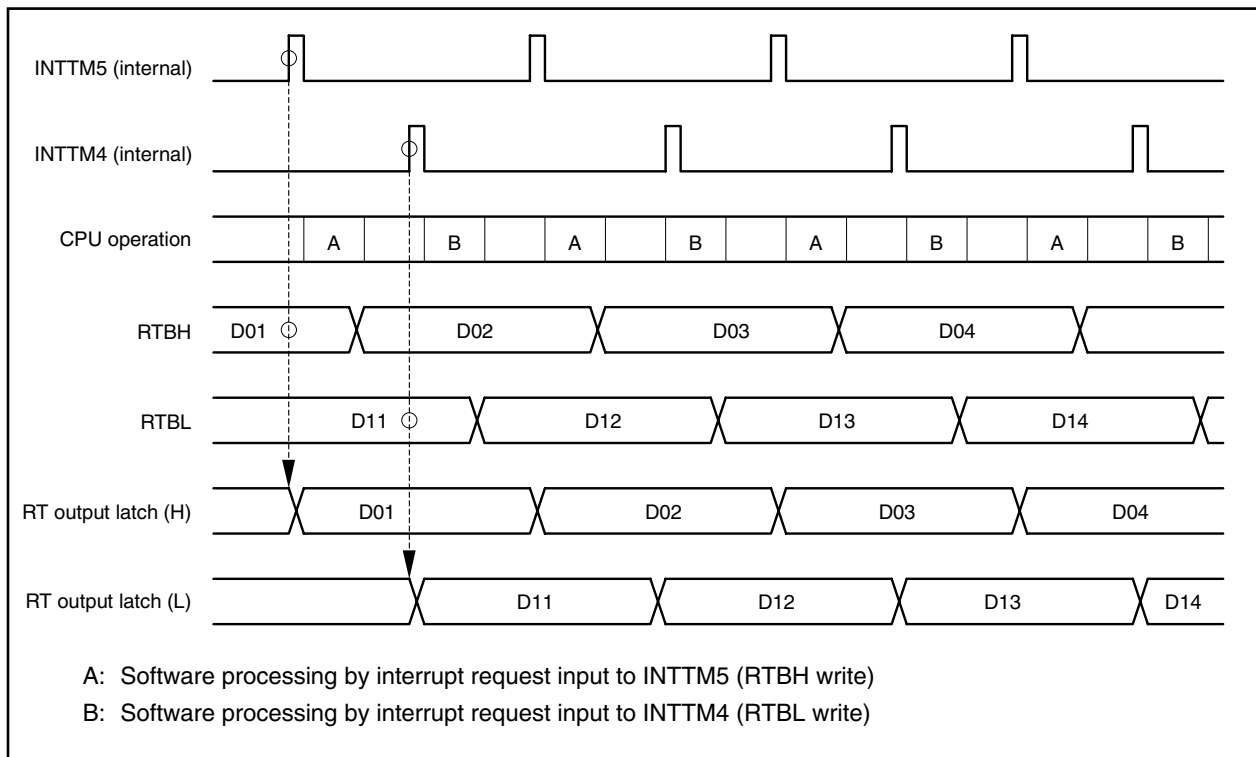 INTTM5 (internal)
INTTM4 (internal)
CPU operation A B A B A B A B
RTBH D01 D02 D03 D04
RTBL D11 D12 D13 D14
RT output latch (H) D01 D02 D03 D04
RT output latch (L) D11 D12 D13 D14
A: Software processing by interrupt request input to INTTM5 (RTBH write)
B: Software processing by interrupt request input to INTTM4 (RTBL write)